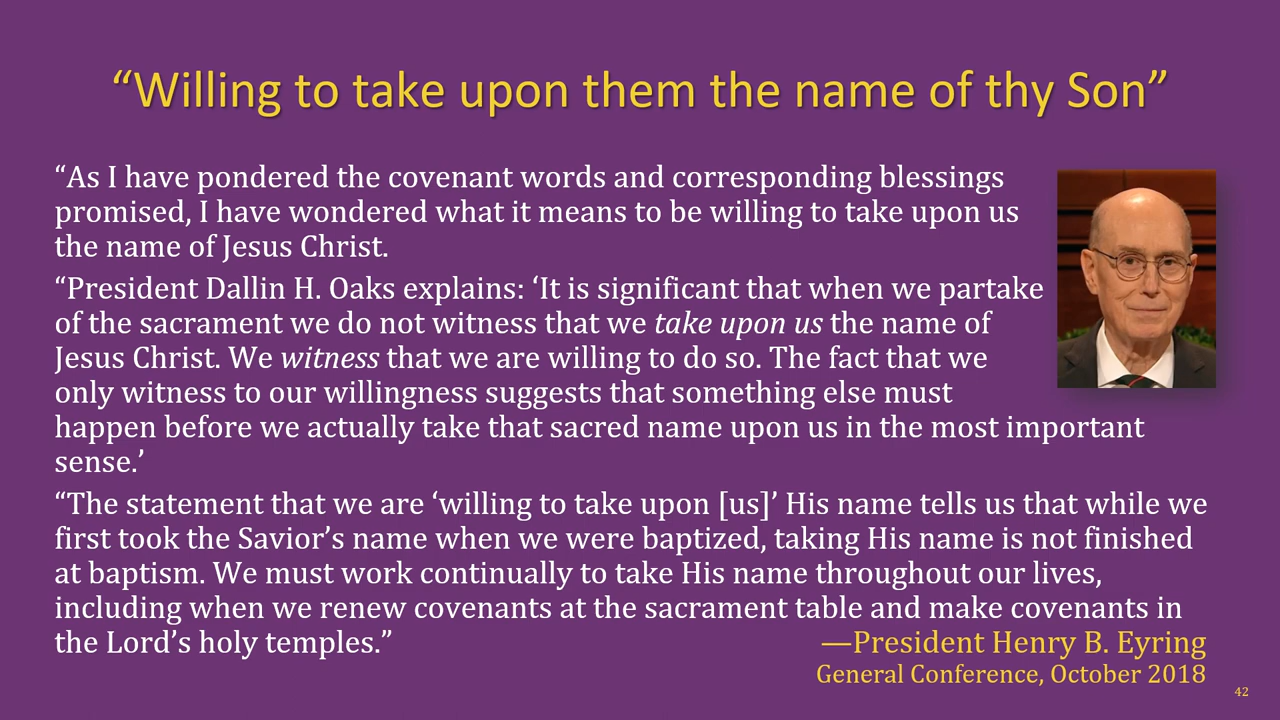 “Willing to take upon them the name of thy Son”
“As I have pondered the covenant words and corresponding blessings
promised, I have wondered what it means to be willing to take upon us
the name of Jesus Christ.
“President Dallin H. Oaks explains: ‘It is significant that when we partake
of the sacrament we do not witness that we take upon us the name of
Jesus Christ. We witness that we are willing to do so. The fact that we
only witness to our willingness suggests that something else must
happen before we actually take that sacred name upon us in the most important
sense.’
“The statement that we are ‘willing to take upon [us]’ His name tells us that while we
first took the Savior’s name when we were baptized, taking His name is not finished
at baptism. We must work continually to take His name throughout our lives,
including when we renew covenants at the sacrament table and make covenants in
the Lord’s holy temples.”
—President Henry B. Eyring
General Conference, October 2018
42